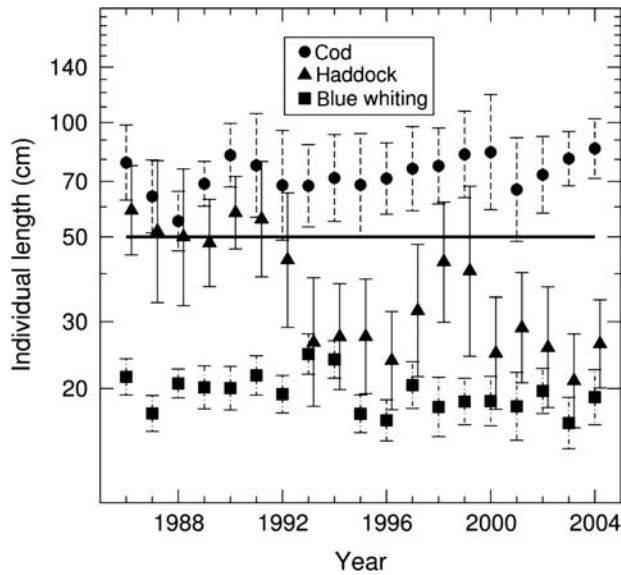 Individual length (cm)
140
100
70
50
30
20
Cod
Haddock
Blue whiting
1988 1992 1996 2000 2004
Year